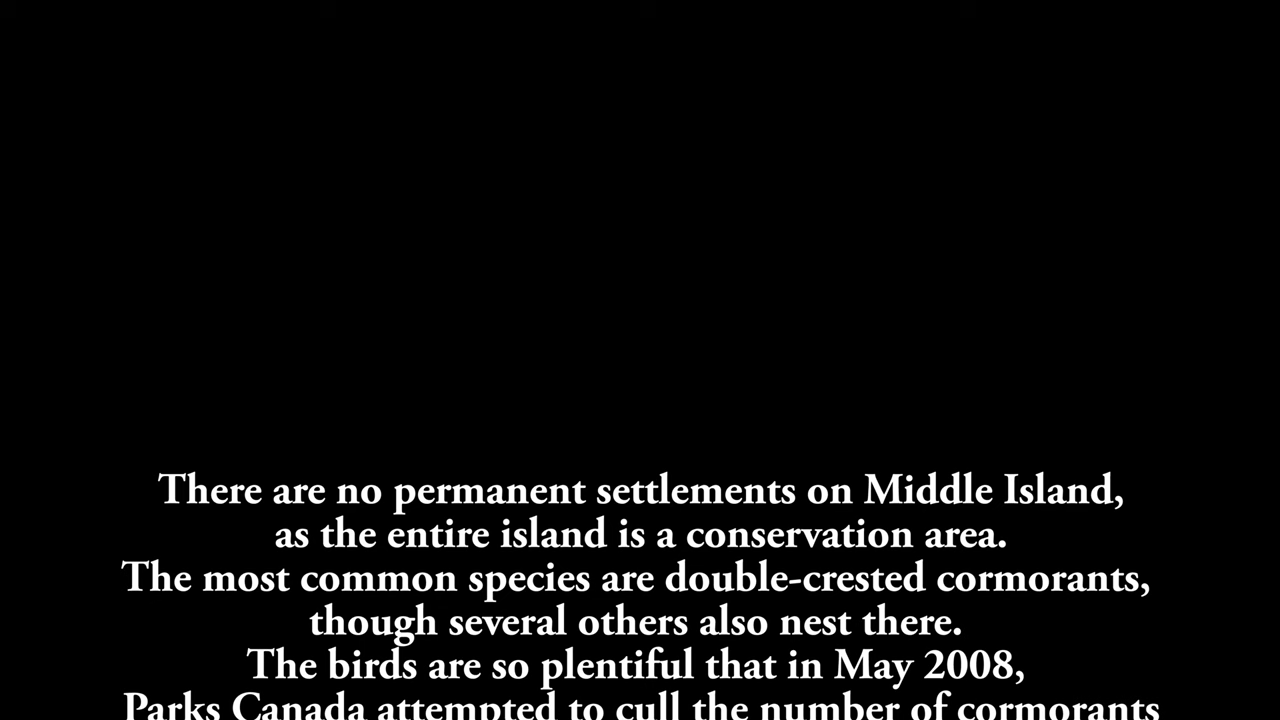 There are no permanent settlements on Middle Island,
as the entire island is a conservation area.
The most common species are double-crested cormorants,
though several others also nest there.
The birds are so plentiful that in May 2008,
Parks Canada attempted to cull the number of cormorants